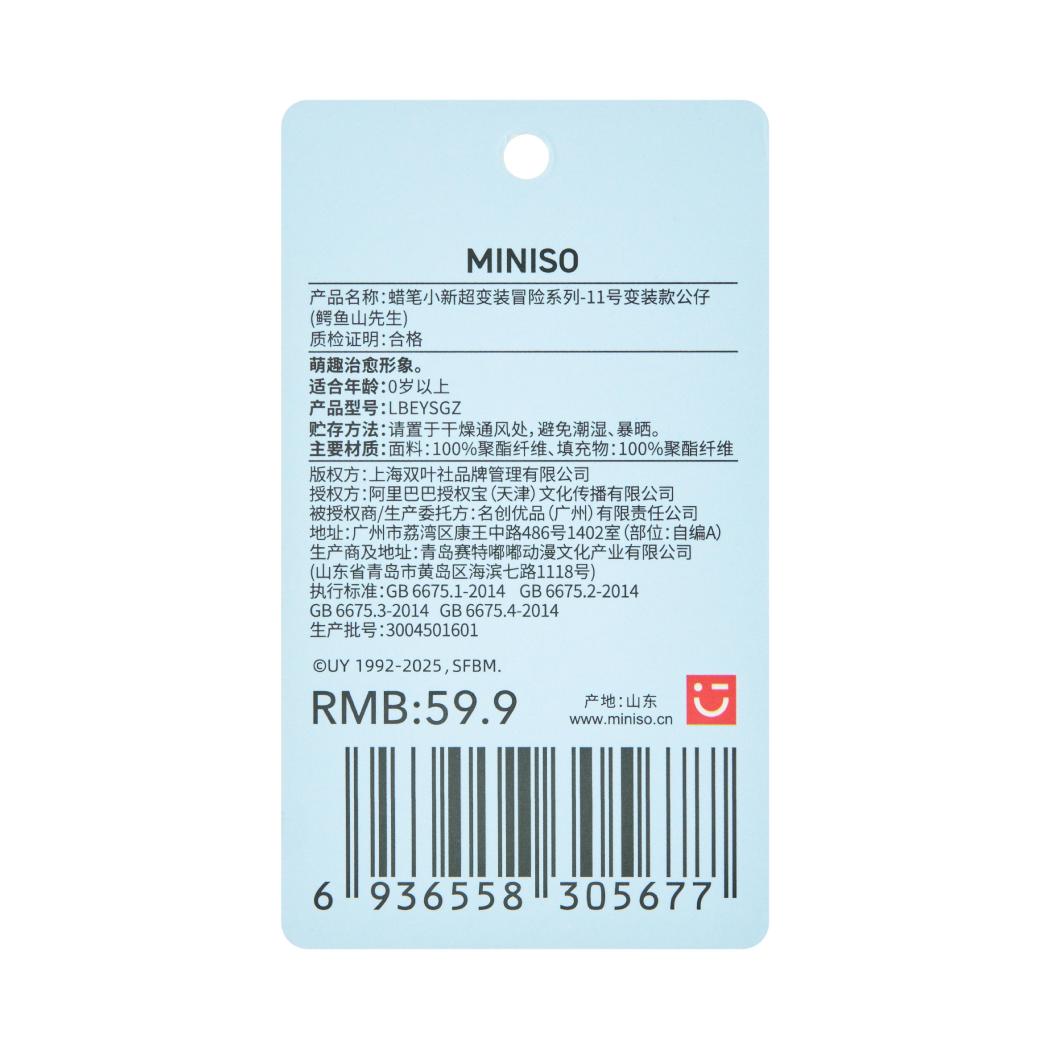 MINISO
产品名称:蜡笔小新超变装冒险系列-11号变装款公仔
(鳄鱼山先生)
质检证明:合格
萌趣治愈形象。
适合年龄:0岁以上
产品型号:LBEYSGZ
贮存方法:请置于干燥通风处,避免潮湿、暴晒。
主要材质:面料:100%聚酯纤维、填充物:100%聚酯纤维
版权方:上海双叶社品牌管理有限公司
授权方:阿里巴巴授权宝(天津)文化传播有限公司
被授权商/生产委托方:名创优品(广州)有限责任公司
地址:广州市荔湾区康王中路486号1402室(部位:自编A)
生产商及地址:青岛赛特嘟嘟动漫文化产业有限公司
(山东省青岛市黄岛区海滨七路1118号)
执行标准:GB 6675.1-2014 GB 6675.2-2014
GB 6675.3-2014 GB 6675.4-2014
生产批号:3004501601
©UY 1992-2025,SFBM.
RMB:59.9
产地:山东
www.miniso.cn
6 936558 305677